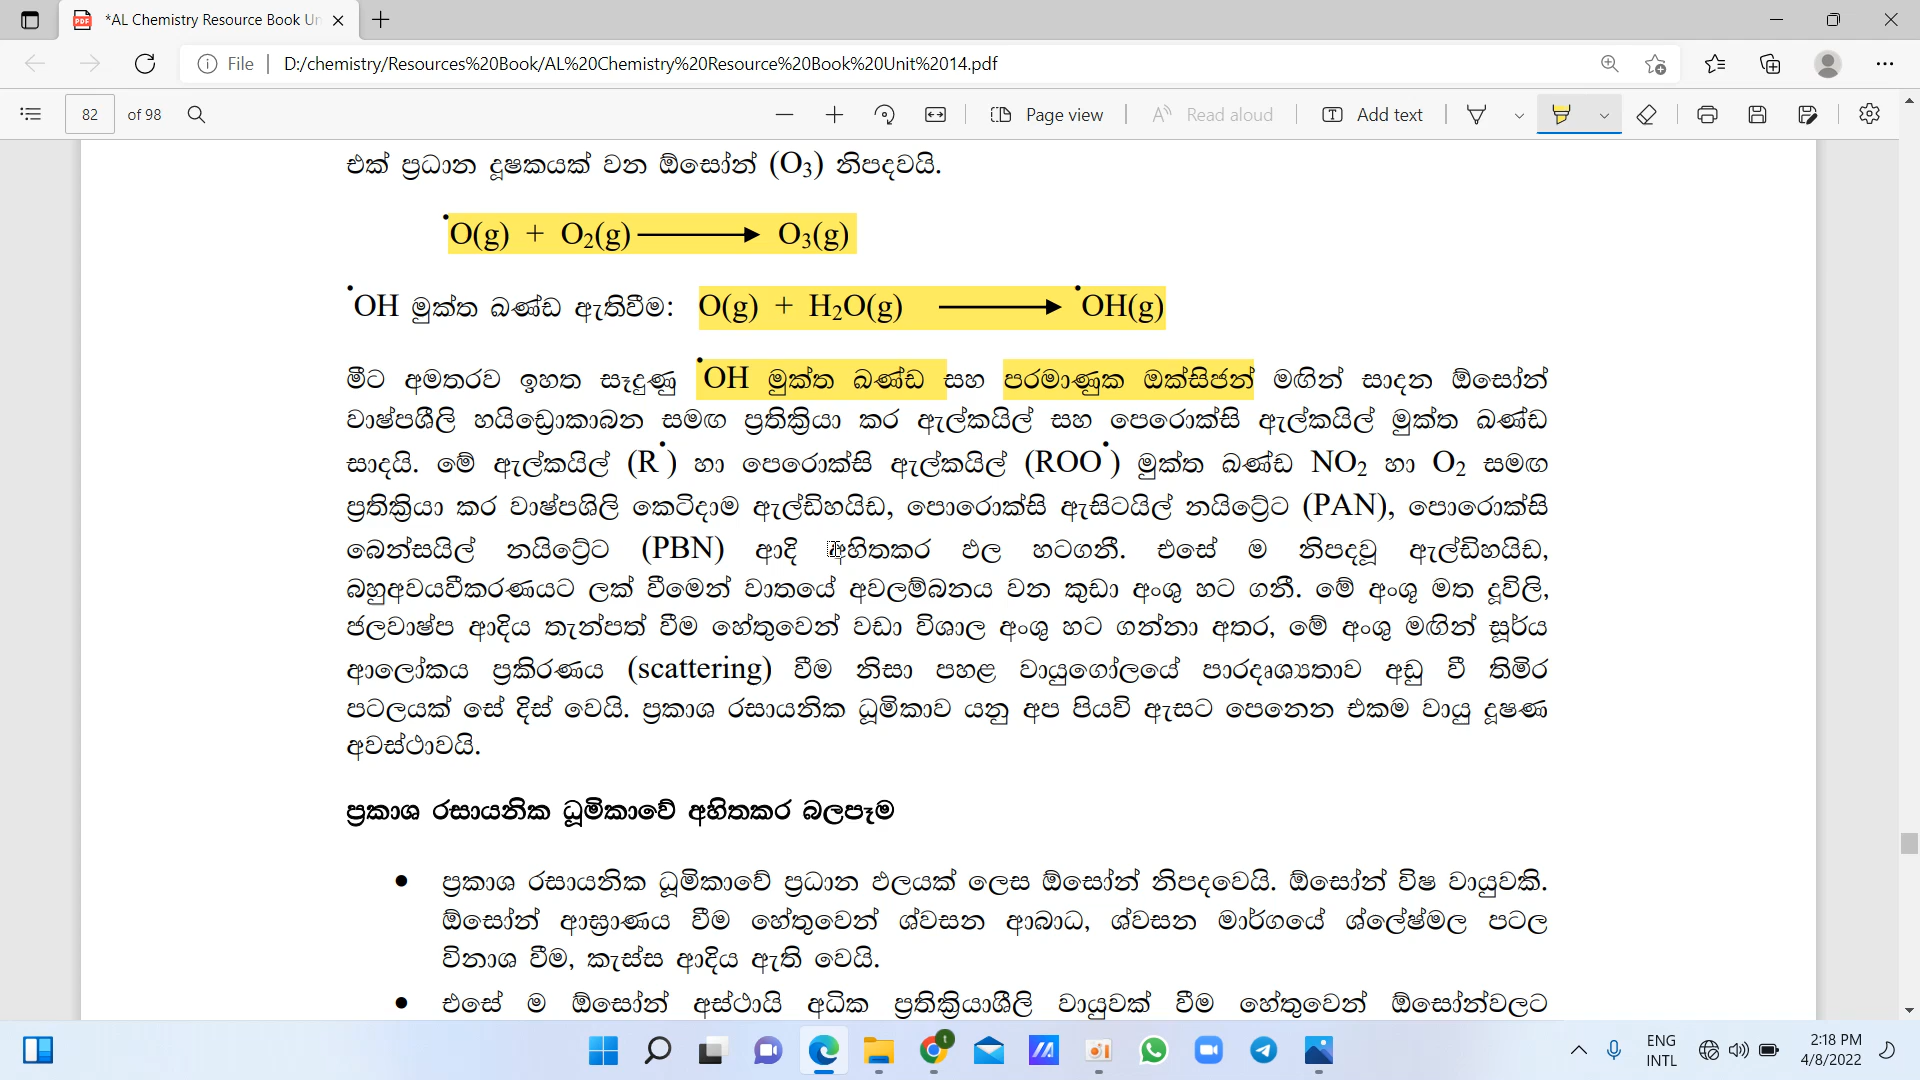 *AL Chemistry Resource Book Un
File
D:/chemistry/Resources%20Book/AL%20Chemistry%20Resource%20Book%20Unit%2014.pdf
82 of 98
Page view
Read aloud
Add text
එක් ප්‍රධාන දූෂකයක් වන ඕසෝන් (O₃) නිපදවයි.
•O(g) + O₂(g) ⟶ O₃(g)
•OH මුක්ත ඛණ්ඩ ඇතිවීම: O(g) + H₂O(g) ⟶ •OH(g)
මීට අමතරව ඉහත සෑදුණු •OH මුක්ත ඛණ්ඩ සහ පරමාණුක ඔක්සිජන් මඟින් සාදන ඕසෝන්
වාෂ්පශීලි හයිඩ්‍රොකාබන සමඟ ප්‍රතික්‍රියා කර ඇල්කයිල් සහ පෙරොක්සි ඇල්කයිල් මුක්ත ඛණ්ඩ
සාදයි. මේ ඇල්කයිල් (R•) හා පෙරොක්සි ඇල්කයිල් (ROO•) මුක්ත ඛණ්ඩ NO₂ හා O₂ සමඟ
ප්‍රතික්‍රියා කර වාෂ්පශිලි කෙටිදාම ඇල්ඩිහයිඩ, පොරොක්සි ඇසිටයිල් නයිට්‍රේට (PAN), පොරොක්සි
බෙන්සයිල් නයිට්‍රේට (PBN) ආදි අහිතකර ඵල හටගනී. එසේ ම නිපදවූ ඇල්ඩිහයිඩ,
බහුඅවයවීකරණයට ලක් වීමෙන් වාතයේ අවලම්බනය වන කුඩා අංශු හට ගනී. මේ අංශූ මත දූවිලි,
ජලවාෂ්ප ආදිය තැන්පත් වීම හේතුවෙන් වඩා විශාල අංශු හට ගන්නා අතර, මේ අංශු මඟින් සූර්ය
ආලෝකය ප්‍රකිරණය (scattering) වීම නිසා පහළ වායුගෝලයේ පාරදෘශ්‍යතාව අඩු වී තිමිර
පටලයක් සේ දිස් වෙයි. ප්‍රකාශ රසායනික ධූමිකාව යනු අප පියවි ඇසට පෙනෙන එකම වායු දූෂණ
අවස්ථාවයි.
ප්‍රකාශ රසායනික ධූමිකාවේ අහිතකර බලපෑම
• ප්‍රකාශ රසායනික ධූමිකාවේ ප්‍රධාන ඵලයක් ලෙස ඕසෝන් නිපදවෙයි. ඕසෝන් විෂ වායුවකි.
ඕසෝන් ආඝ්‍රාණය වීම හේතුවෙන් ශ්වසන ආබාධ, ශ්වසන මාර්ගයේ ශ්ලේෂ්මල පටල
විනාශ වීම, කැස්ස ආදිය ඇති වෙයි.
• එසේ ම ඕසෝන් අස්ථායි අධික ප්‍රතික්‍රියාශීලි වායුවක් වීම හේතුවෙන් ඕසෝන්වලට
ENG
INTL
2:18 PM
4/8/2022